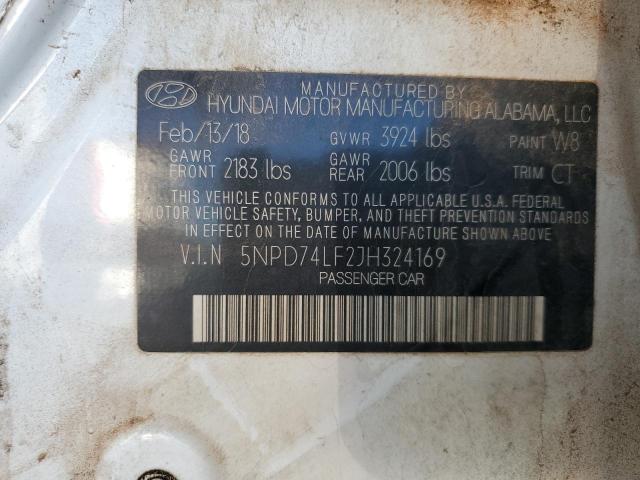 MANUFACTURED BY
HYUNDAI MOTOR MANUFACTURING ALABAMA, LLC
Feb/13/18 GVWR 3924 lbs PAINT W8
GAWR FRONT 2183 lbs GAWR REAR 2006 lbs TRIM CT
THIS VEHICLE CONFORMS TO ALL APPLICABLE U.S.A. FEDERAL
MOTOR VEHICLE SAFETY, BUMPER, AND THEFT PREVENTION STANDARDS
IN EFFECT ON THE DATE OF MANUFACTURE SHOWN ABOVE.
V.I.N 5NPD74LF2JH324169
PASSENGER CAR